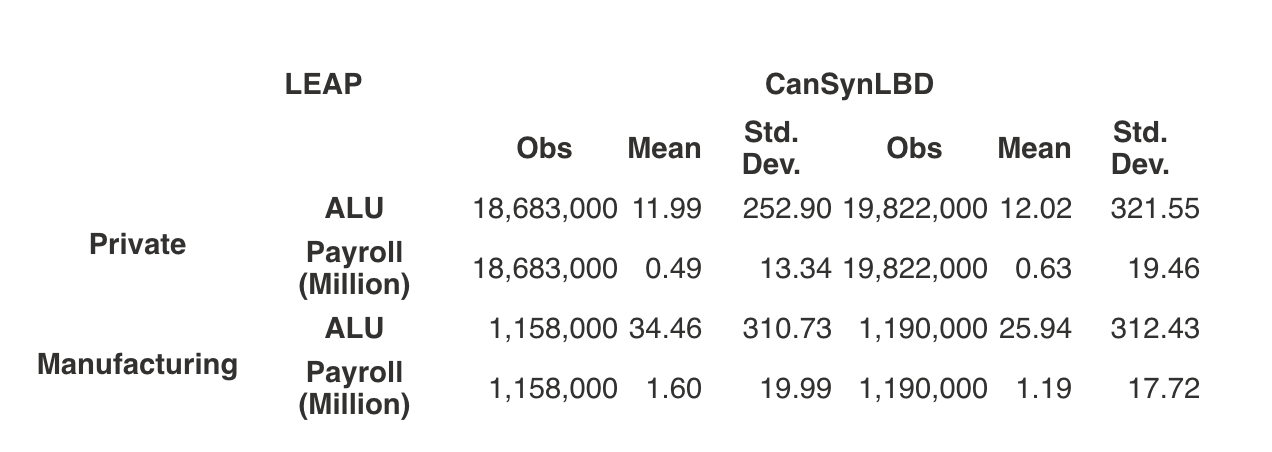 LEAP CanSynLBD
Obs Mean Std. Dev. Obs Mean Std. Dev.
Private ALU 18,683,000 11.99 252.90 19,822,000 12.02 321.55
Payroll (Million) 18,683,000 0.49 13.34 19,822,000 0.63 19.46
Manufacturing ALU 1,158,000 34.46 310.73 1,190,000 25.94 312.43
Payroll (Million) 1,158,000 1.60 19.99 1,190,000 1.19 17.72